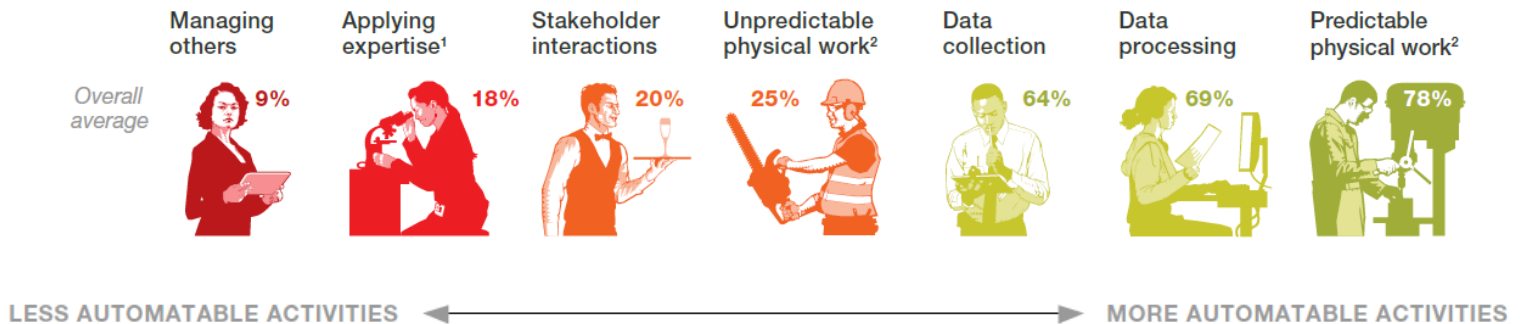 Managing
others
Applying
expertise¹
Stakeholder
interactions
Unpredictable
physical work²
Data
collection
Data
processing
Predictable
physical work²
Overall
average
9%
18%
20%
25%
64%
69%
78%
LESS AUTOMATABLE ACTIVITIES
MORE AUTOMATABLE ACTIVITIES